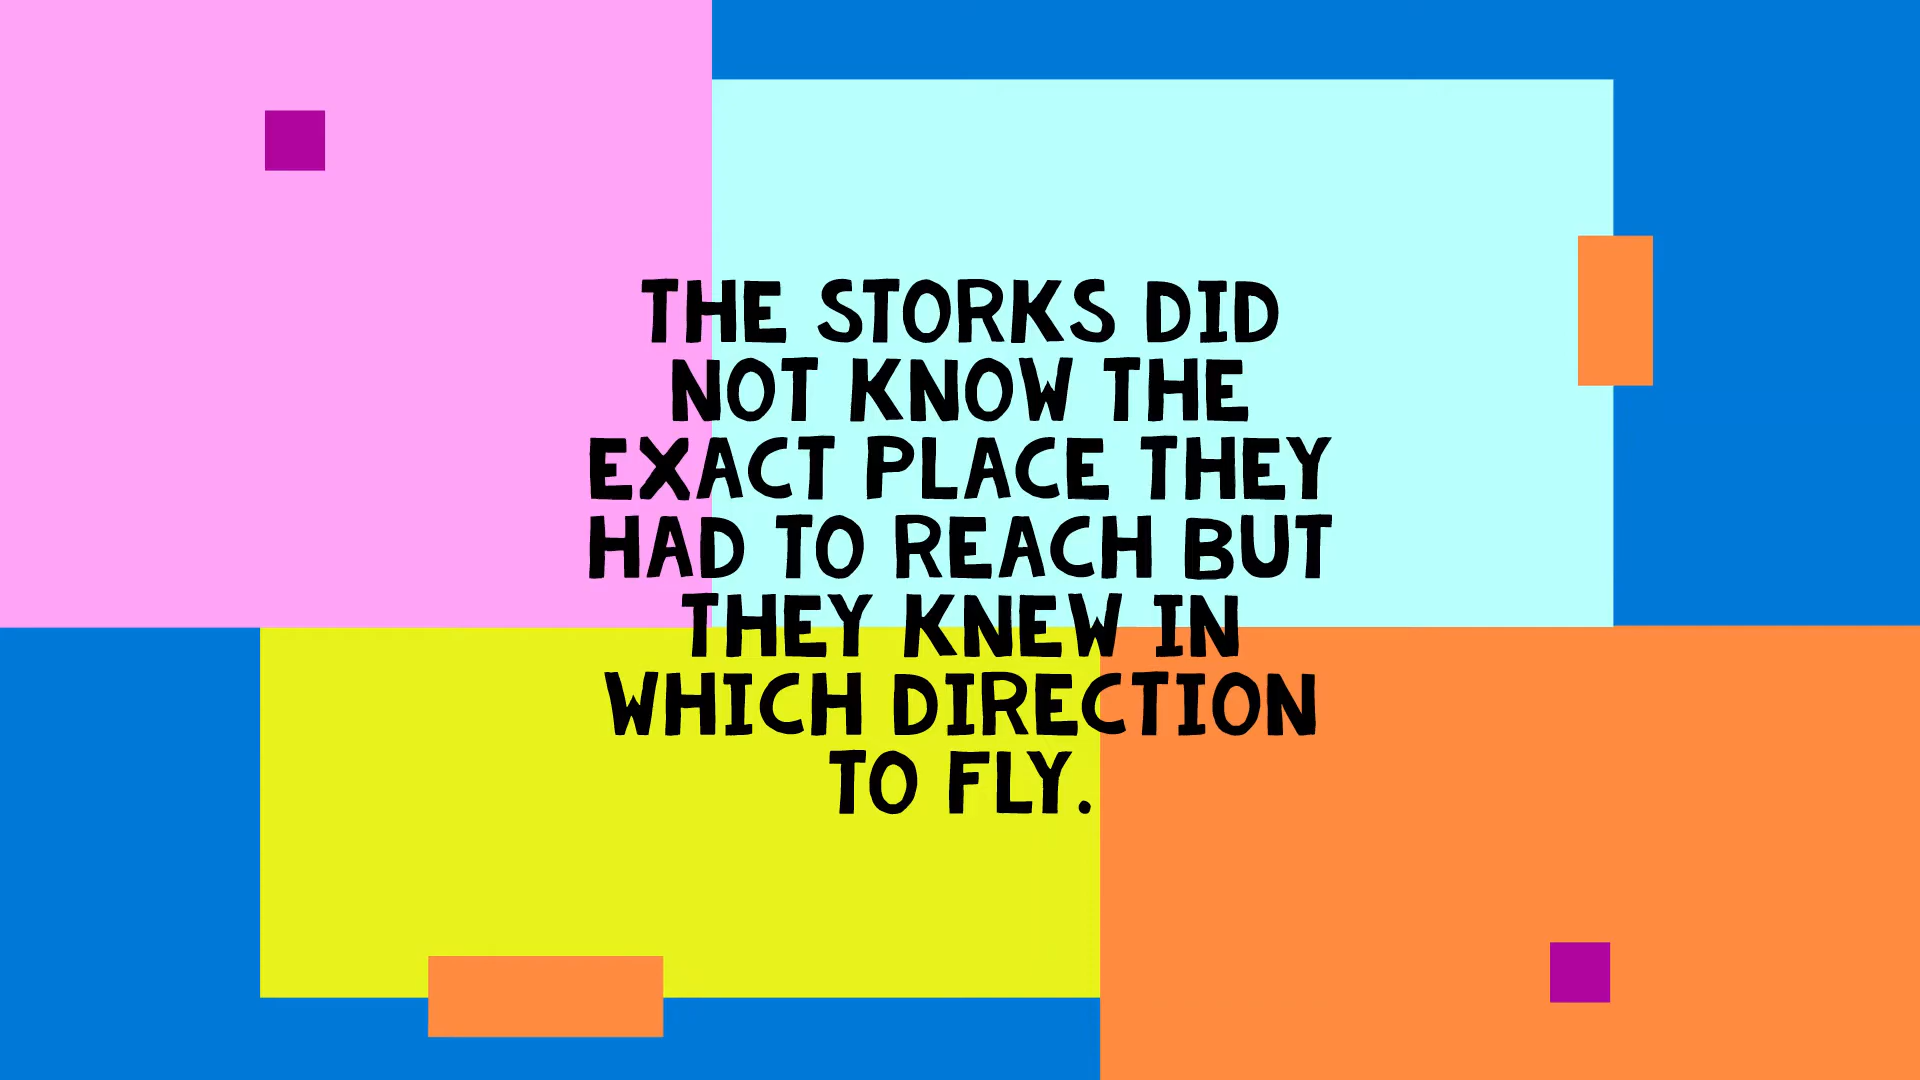 THE STORKS DID
NOT KNOW THE
EXACT PLACE THEY
HAD TO REACH BUT
THEY KNEW IN
WHICH DIRECTION
TO FLY.